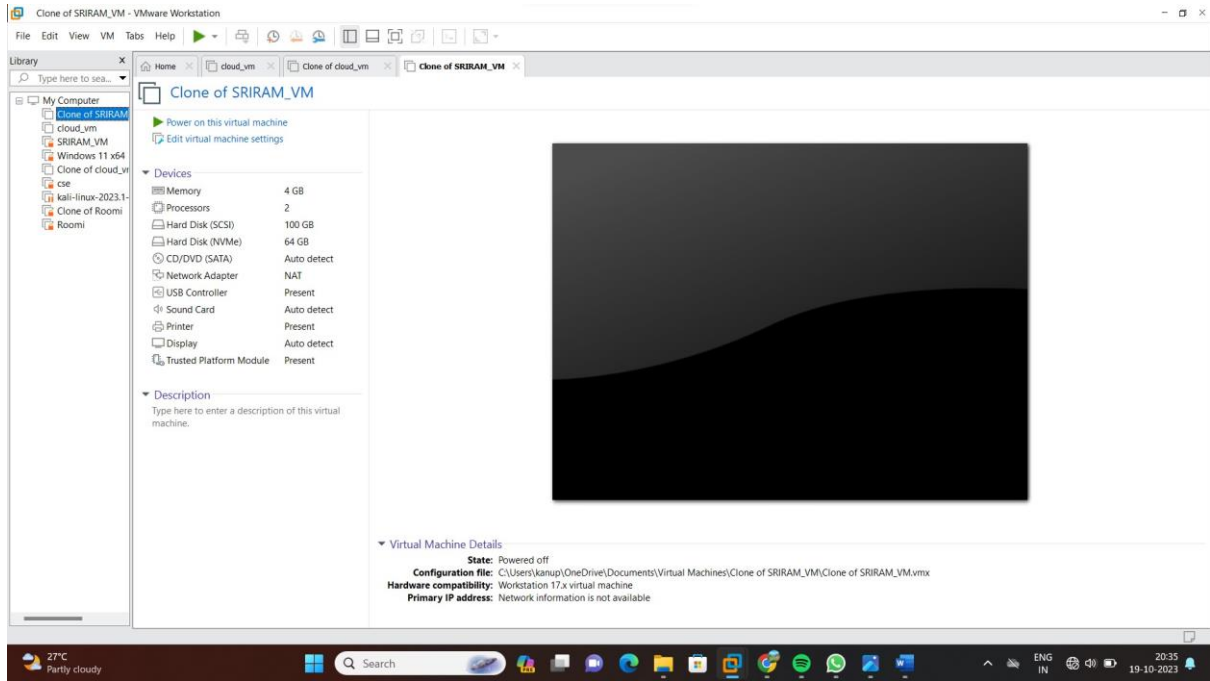 Clone of SRIRAM_VM - VMware Workstation
File Edit View VM Tabs Help
Library X
Type here to sea...
My Computer
Clone of SRIRAM
cloud_vm
SRIRAM_VM
Windows 11 x64
Clone of cloud_vr
cse
kali-linux-2023.1-
Clone of Roomi
Roomi
Home cloud_vm Clone of cloud_vm Clone of SRIRAM_VM
Clone of SRIRAM_VM
Power on this virtual machine
Edit virtual machine settings
Devices
Memory 4 GB
Processors 2
Hard Disk (SCSI) 100 GB
Hard Disk (NVMe) 64 GB
CD/DVD (SATA) Auto detect
Network Adapter NAT
USB Controller Present
Sound Card Auto detect
Printer Present
Display Auto detect
Trusted Platform Module Present
Description
Type here to enter a description of this virtual
machine.
Virtual Machine Details
State: Powered off
Configuration file: C:\Users\kanup\OneDrive\Documents\Virtual Machines\Clone of SRIRAM_VM\Clone of SRIRAM_VM.vmx
Hardware compatibility: Workstation 17.x virtual machine
Primary IP address: Network information is not available
27°C
Partly cloudy
Search
ENG
IN
20:35
19-10-2023